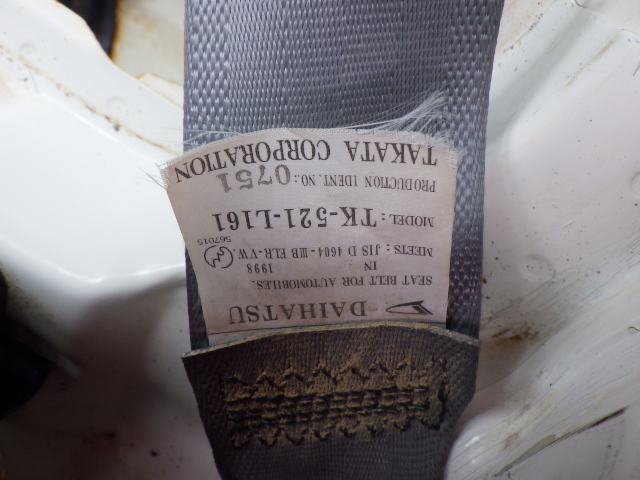 DAIHATSU
SEAT BELT FOR AUTOMOBILES.
IN 1998
MEETS : JIS D 4604-ⅢB ELR-VW.
567015
MODEL : TK-521-L161
PRODUCTION IDENT. NO.: 0751
TAKATA CORPORATION